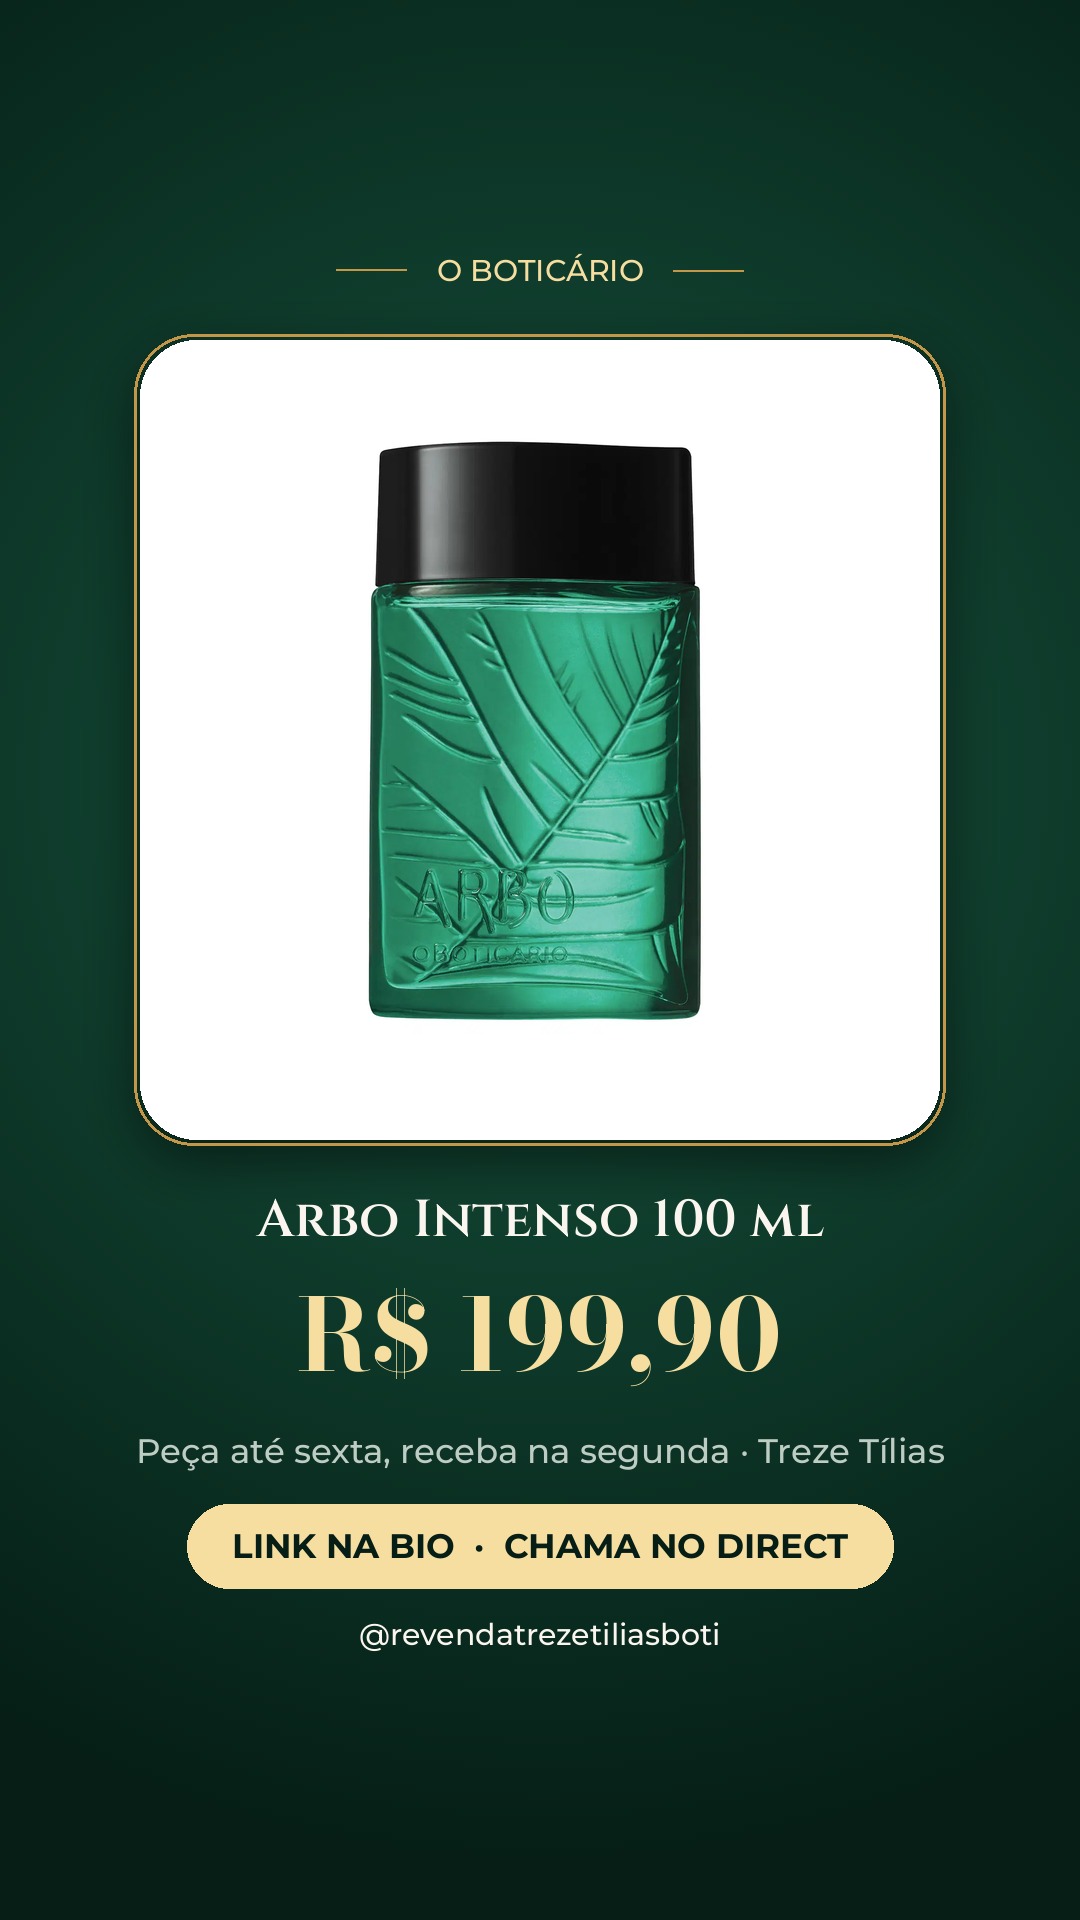 O BOTICÁRIO
ARBO
OBOTICÁRIO
Arbo Intenso 100 ml
R$ 199,90
Peça até sexta, receba na segunda · Treze Tílias
LINK NA BIO · CHAMA NO DIRECT
@revendatrezetiliasboti